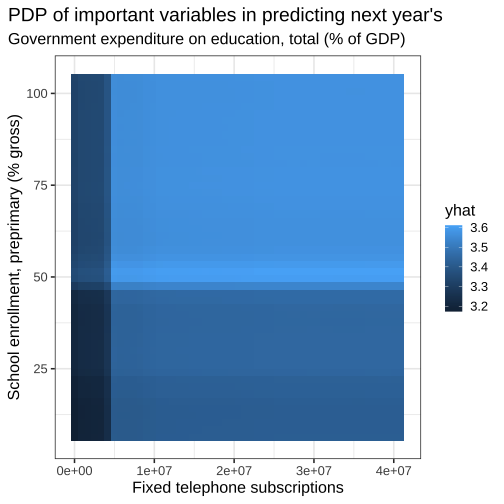 PDP of important variables in predicting next year's
Government expenditure on education, total (% of GDP)
School enrollment, preprimary (% gross)
100
75
50
25
0e+00 1e+07 2e+07 3e+07 4e+07
Fixed telephone subscriptions
yhat
3.6
3.5
3.4
3.3
3.2